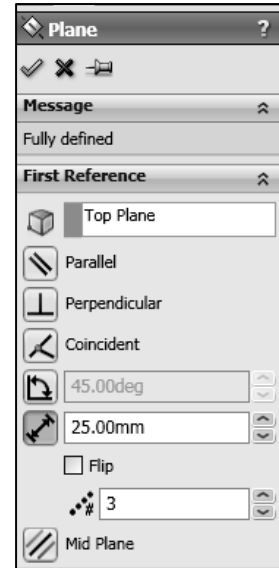 Plane ?
Message
Fully defined
First Reference
Top Plane
Parallel
Perpendicular
Coincident
45.00deg
25.00mm
Flip
# 3
Mid Plane